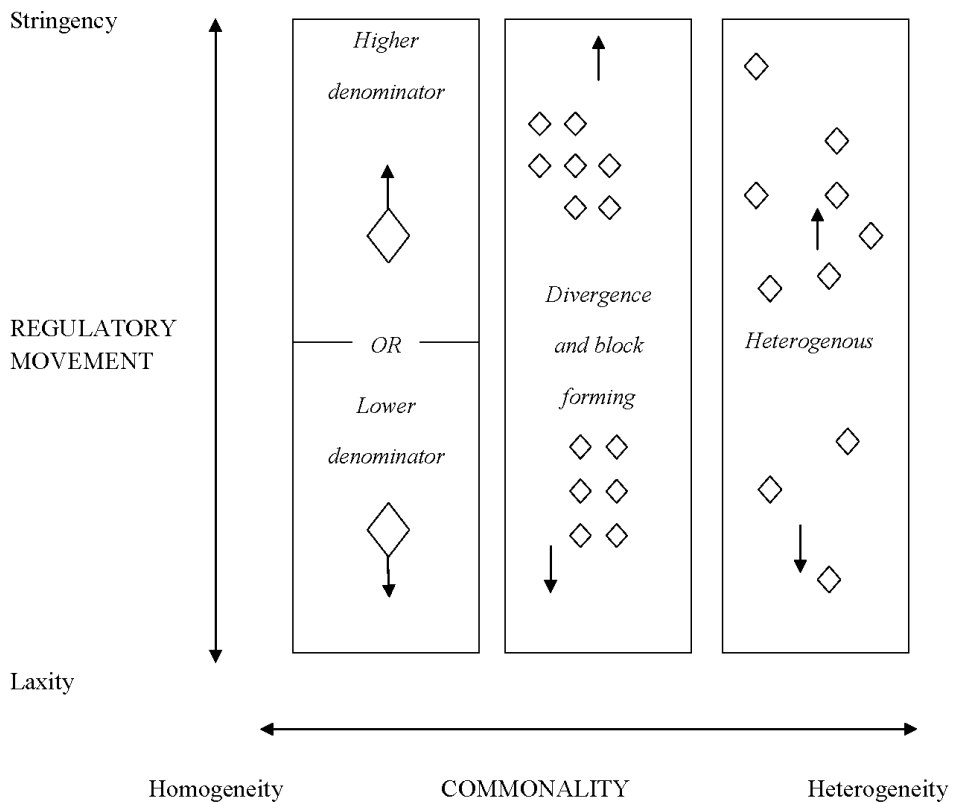 Stringency
Higher
denominator
OR
Lower
denominator
Divergence
and block
forming
Heterogenous
REGULATORY
MOVEMENT
Laxity
Homogeneity
COMMONALITY
Heterogeneity